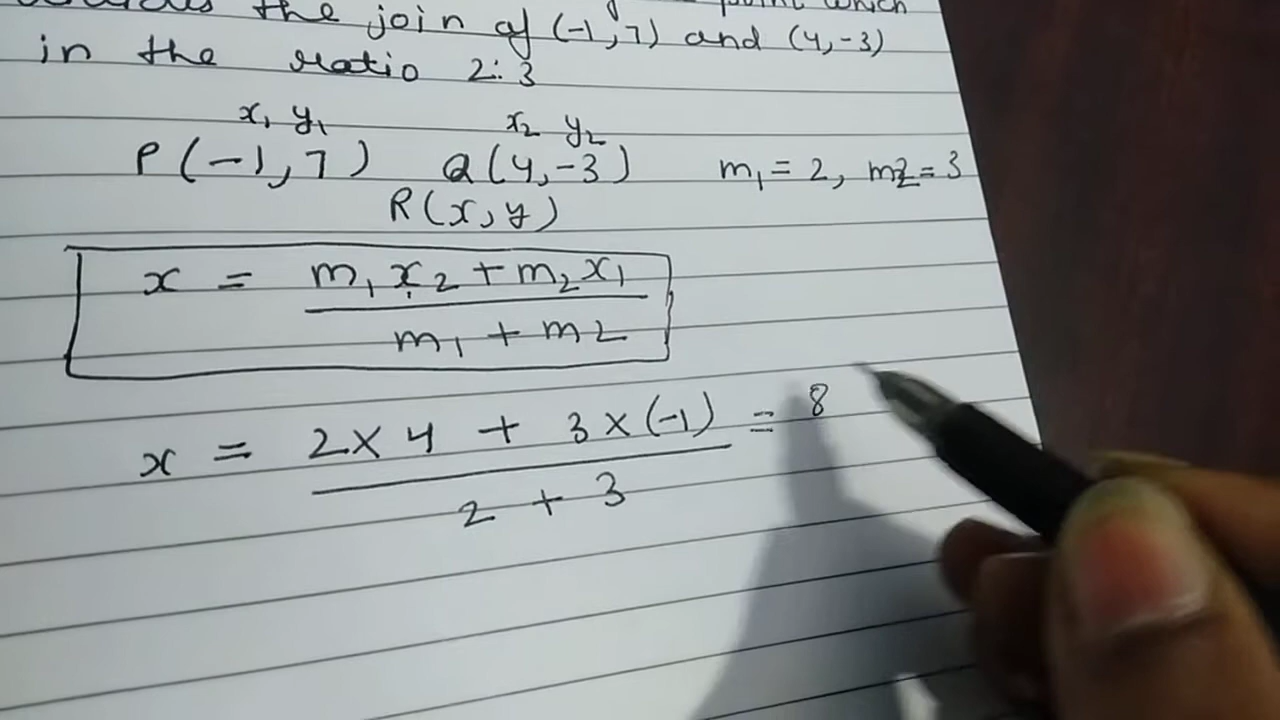 the join of (-1, 7) and (4, -3)
in the ratio 2:3
x₁ y₁ x₂ y₂
P(-1, 7) Q(4, -3) m₁ = 2, m2 = 3
R(x, y)
x = m₁x₂ + m₂x₁
m₁ + m2
x = 2 × 4 + 3 × (-1) = 8
2 + 3